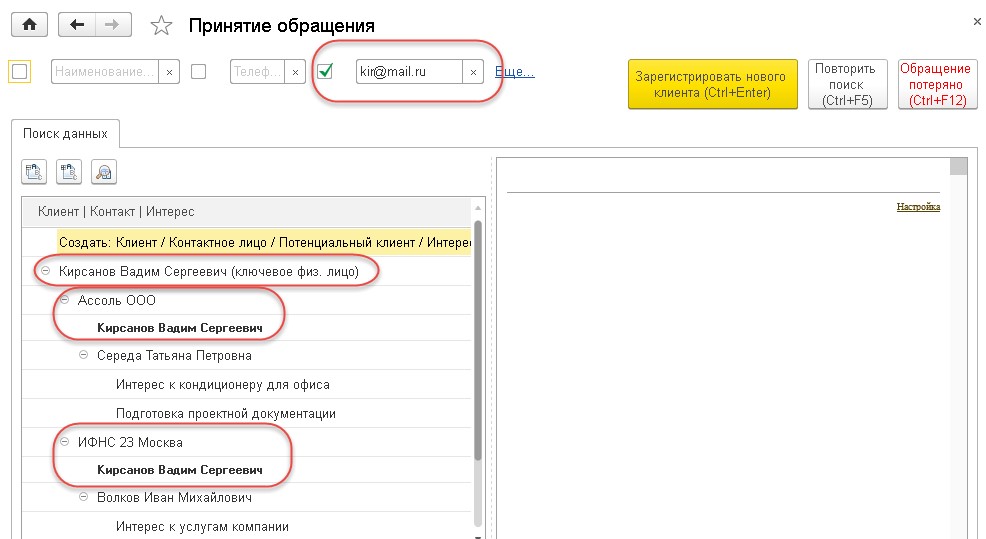 Принятие обращения
×
Наименование... × Телеф... × kir@mail.ru × Еще...
Зарегистрировать нового
клиента (Ctrl+Enter)
Повторить
поиск
(Ctrl+F5)
Обращение
потеряно
(Ctrl+F12)
Поиск данных
Клиент | Контакт | Интерес
Создать: Клиент / Контактное лицо / Потенциальный клиент / Интерес
Кирсанов Вадим Сергеевич (ключевое физ. лицо)
Ассоль ООО
Кирсанов Вадим Сергеевич
Середа Татьяна Петровна
Интерес к кондиционеру для офиса
Подготовка проектной документации
ИФНС 23 Москва
Кирсанов Вадим Сергеевич
Волков Иван Михайлович
Интерес к услугам компании
Настройка